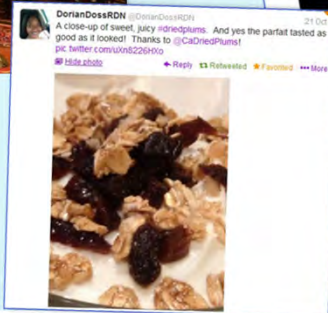 DorianDossRDN @DorianDossRDN 21 Oct
A close-up of sweet, juicy #driedplums. And yes the parfait tasted as
good as it looked! Thanks to @CaDriedPlums!
pic.twitter.com/uXn8226HXo
Hide photo Reply Retweeted Favorited More